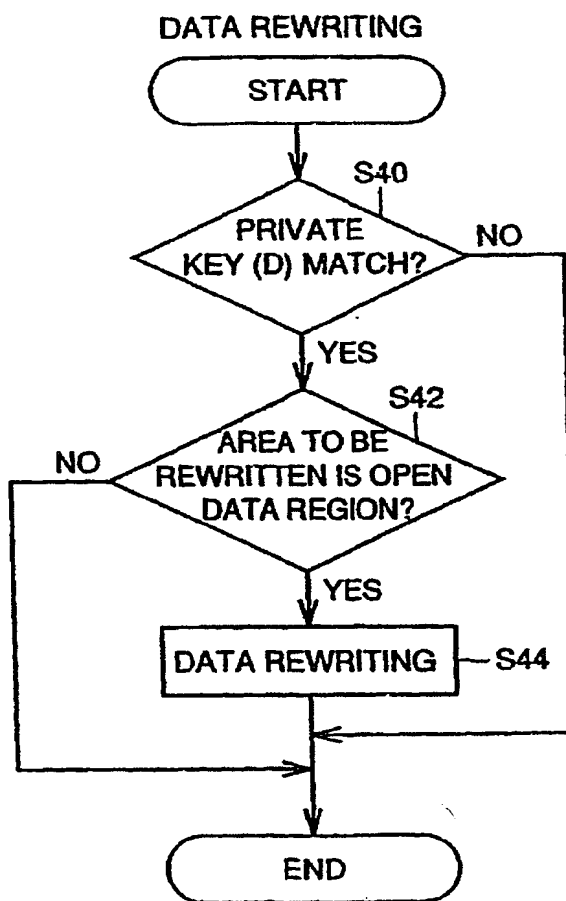 DATA REWRITING
START
S40
PRIVATE
KEY (D) MATCH?
NO
YES
S42
NO
AREA TO BE
REWRITTEN IS OPEN
DATA REGION?
YES
DATA REWRITING
S44
END